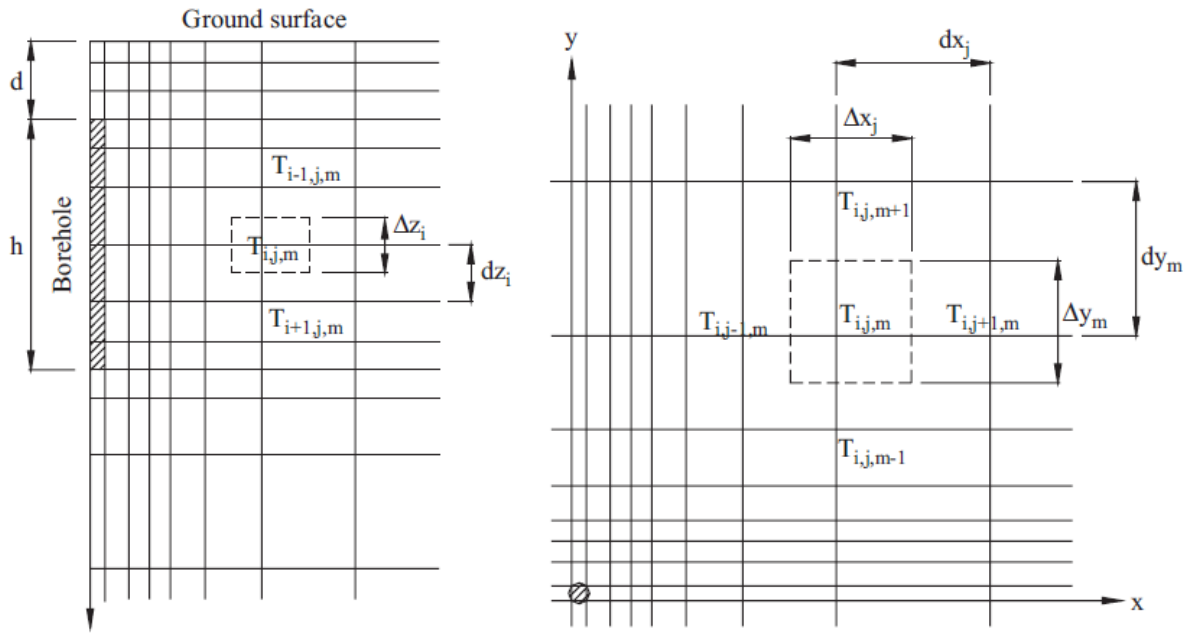 Ground surface
d
h
Borehole
T_{i-1,j,m}
T_{i,j,m}
T_{i+1,j,m}
Δz_i
dz_i
y
dx_j
Δx_j
T_{i,j,m+1}
dy_m
T_{i,j-1,m}
T_{i,j,m}
T_{i,j+1,m}
Δy_m
T_{i,j,m-1}
x